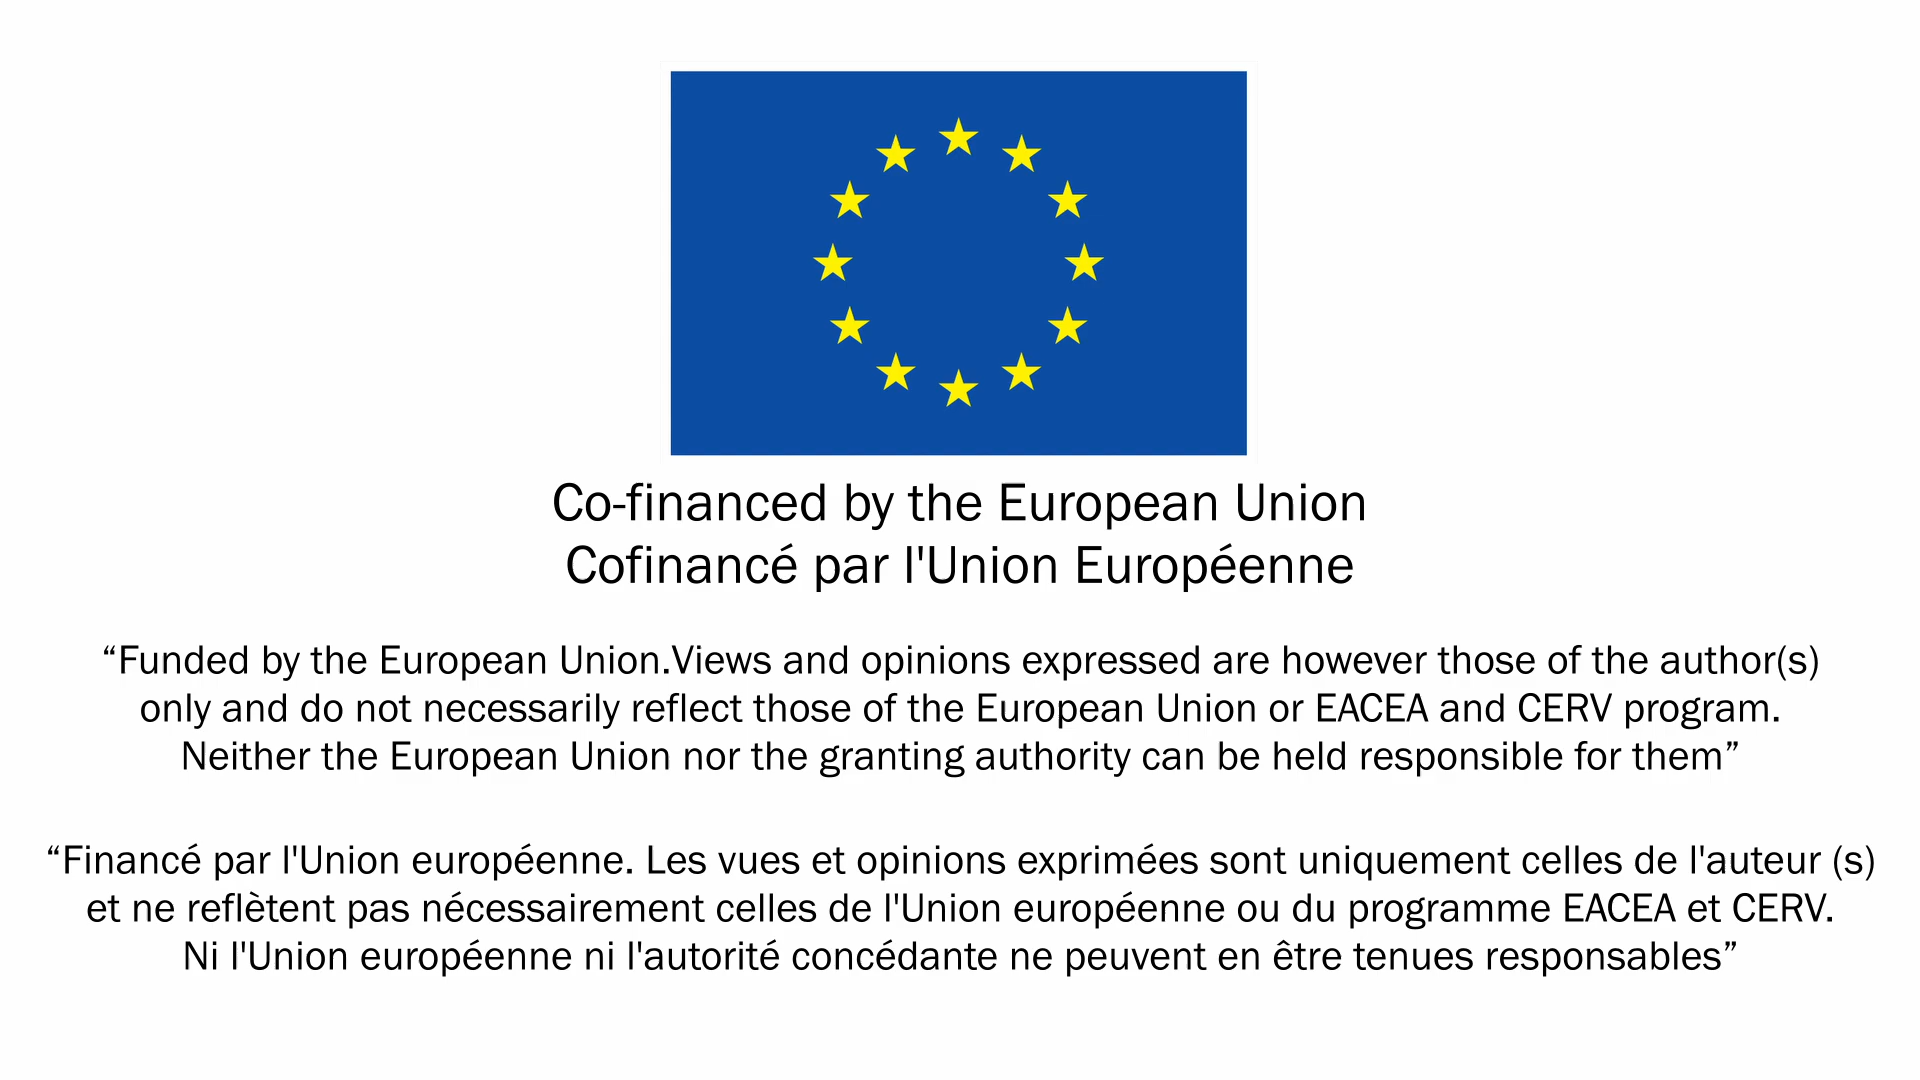 Co-financed by the European Union
Cofinancé par l'Union Européenne
“Funded by the European Union.Views and opinions expressed are however those of the author(s)
only and do not necessarily reflect those of the European Union or EACEA and CERV program.
Neither the European Union nor the granting authority can be held responsible for them”
“Financé par l'Union européenne. Les vues et opinions exprimées sont uniquement celles de l'auteur (s)
et ne reflètent pas nécessairement celles de l'Union européenne ou du programme EACEA et CERV.
Ni l'Union européenne ni l'autorité concédante ne peuvent en être tenues responsables”